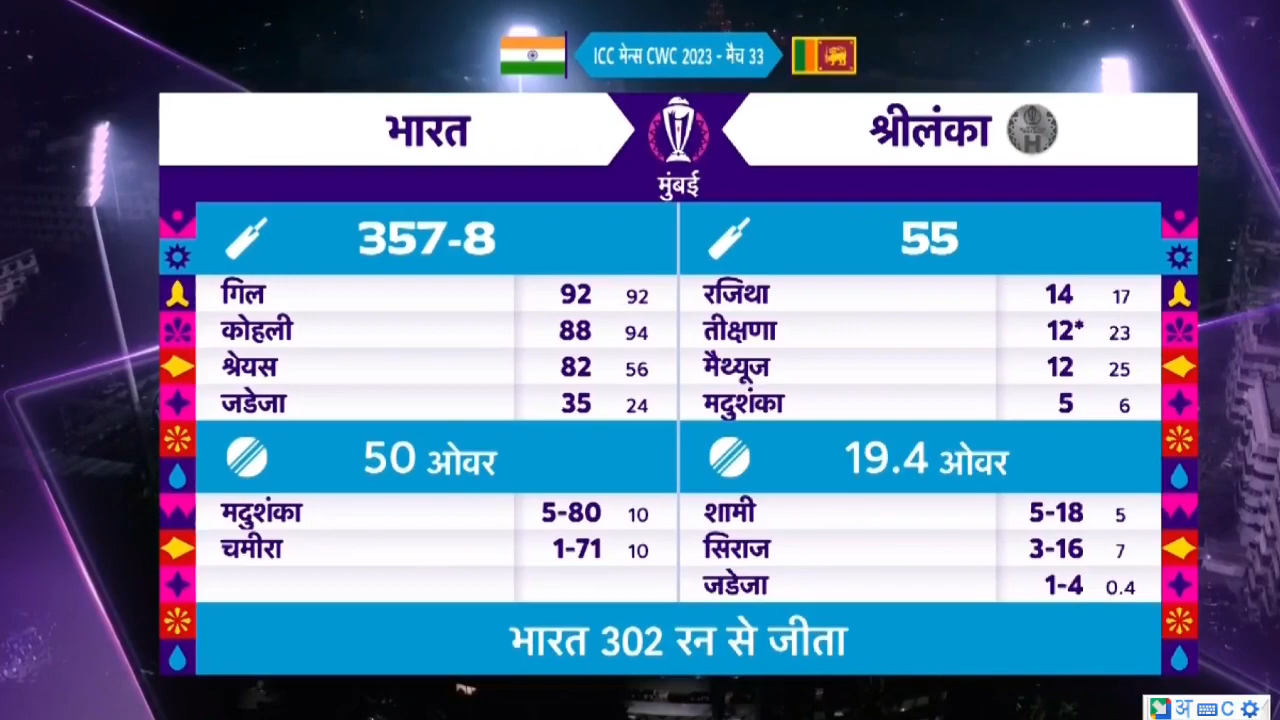 ICC मेन्स CWC 2023 - मैच 33
भारत
श्रीलंका
H
मुंबई
357-8
55
गिल 92 92
कोहली 88 94
श्रेयस 82 56
जडेजा 35 24
रजिथा 14 17
तीक्षणा 12* 23
मैथ्यूज 12 25
मदुशंका 5 6
50 ओवर
19.4 ओवर
मदुशंका 5-80 10
चमीरा 1-71 10
शामी 5-18 5
सिराज 3-16 7
जडेजा 1-4 0.4
भारत 302 रन से जीता
अ C